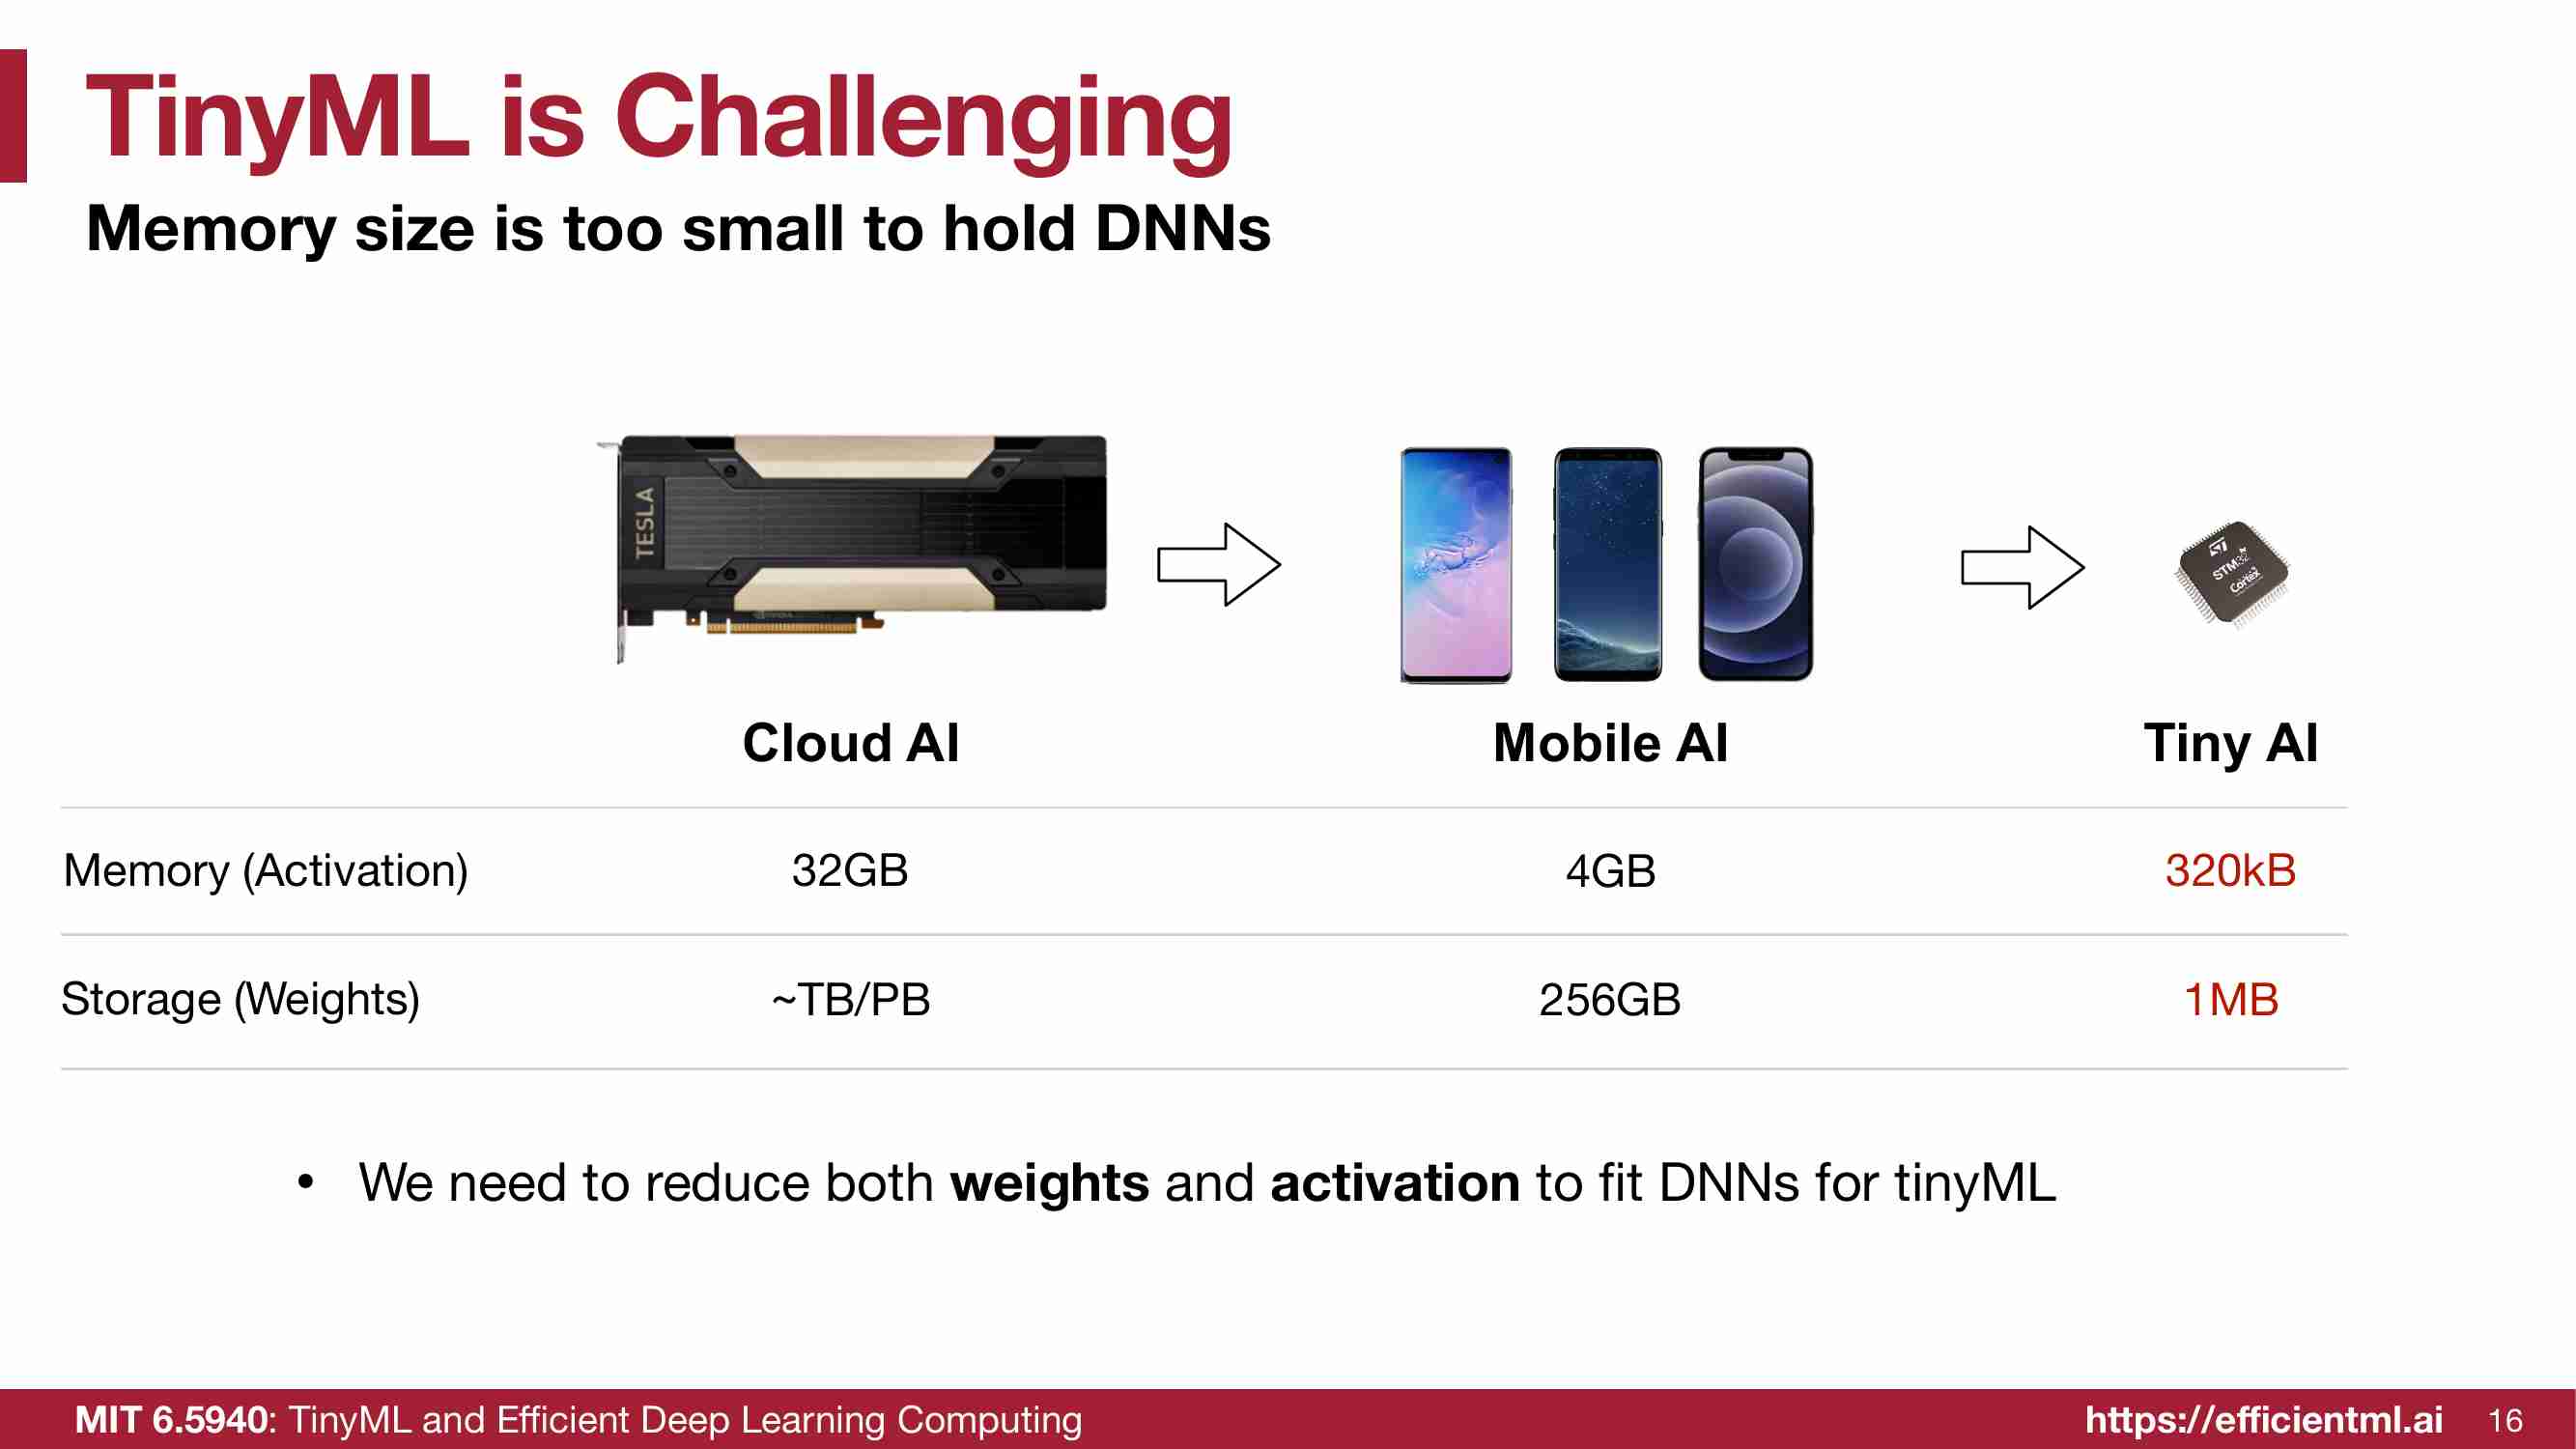 TinyML is Challenging
Memory size is too small to hold DNNs
TESLA
STM32
Cortex
Cloud AI Mobile AI Tiny AI
Memory (Activation) 32GB 4GB 320kB
Storage (Weights) ~TB/PB 256GB 1MB
• We need to reduce both weights and activation to fit DNNs for tinyML
MIT 6.5940: TinyML and Efficient Deep Learning Computing https://efficientml.ai 16